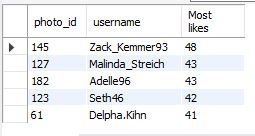 photo_id username Most likes
145 Zack_Kemmer93 48
127 Malinda_Streich 43
182 Adelle96 43
123 Seth46 42
61 Delpha.Kihn 41